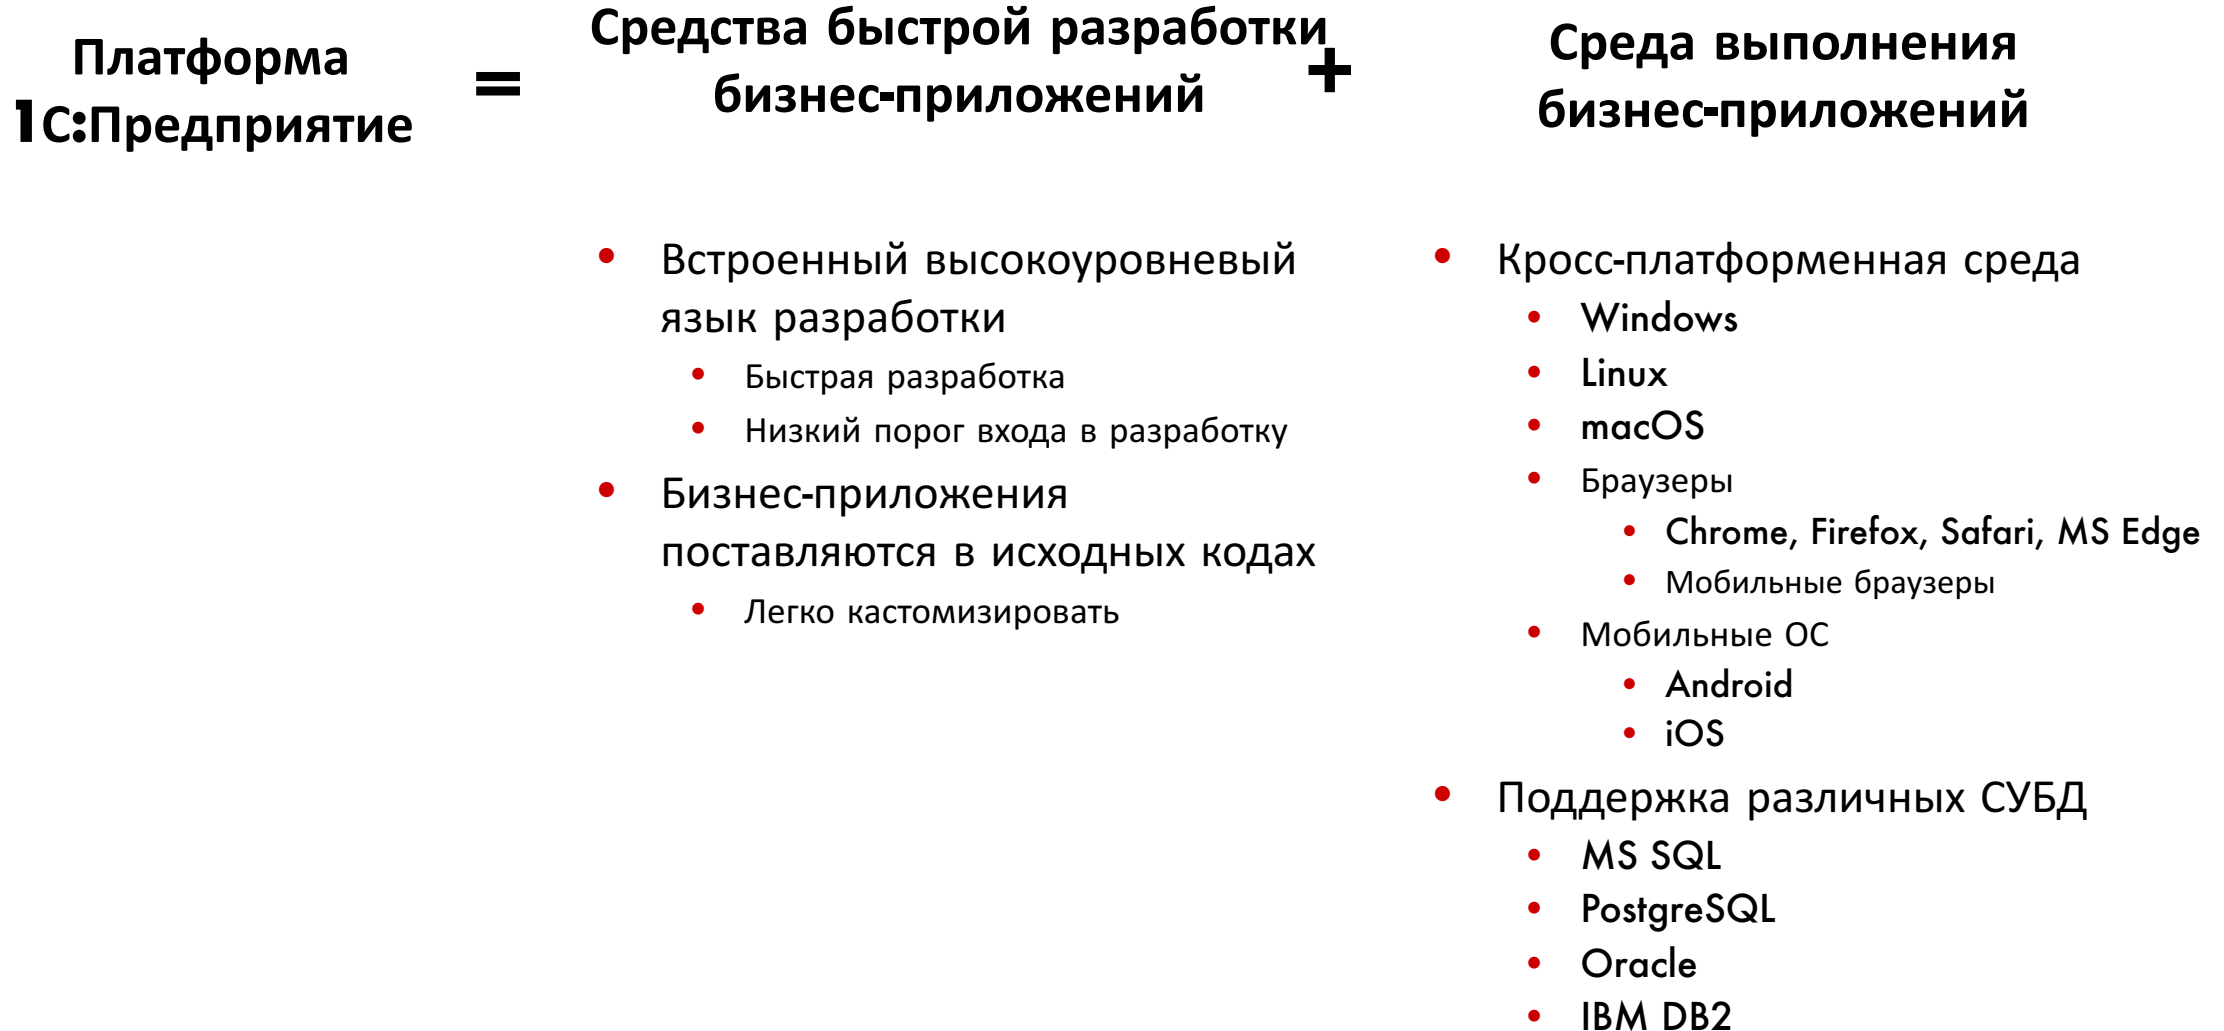 Платформа
1С:Предприятие
=
Средства быстрой разработки
бизнес-приложений
+
Среда выполнения
бизнес-приложений
• Встроенный высокоуровневый
язык разработки
• Быстрая разработка
• Низкий порог входа в разработку
• Бизнес-приложения
поставляются в исходных кодах
• Легко кастомизировать
• Кросс-платформенная среда
• Windows
• Linux
• macOS
• Браузеры
• Chrome, Firefox, Safari, MS Edge
• Мобильные браузеры
• Мобильные ОС
• Android
• iOS
• Поддержка различных СУБД
• MS SQL
• PostgreSQL
• Oracle
• IBM DB2